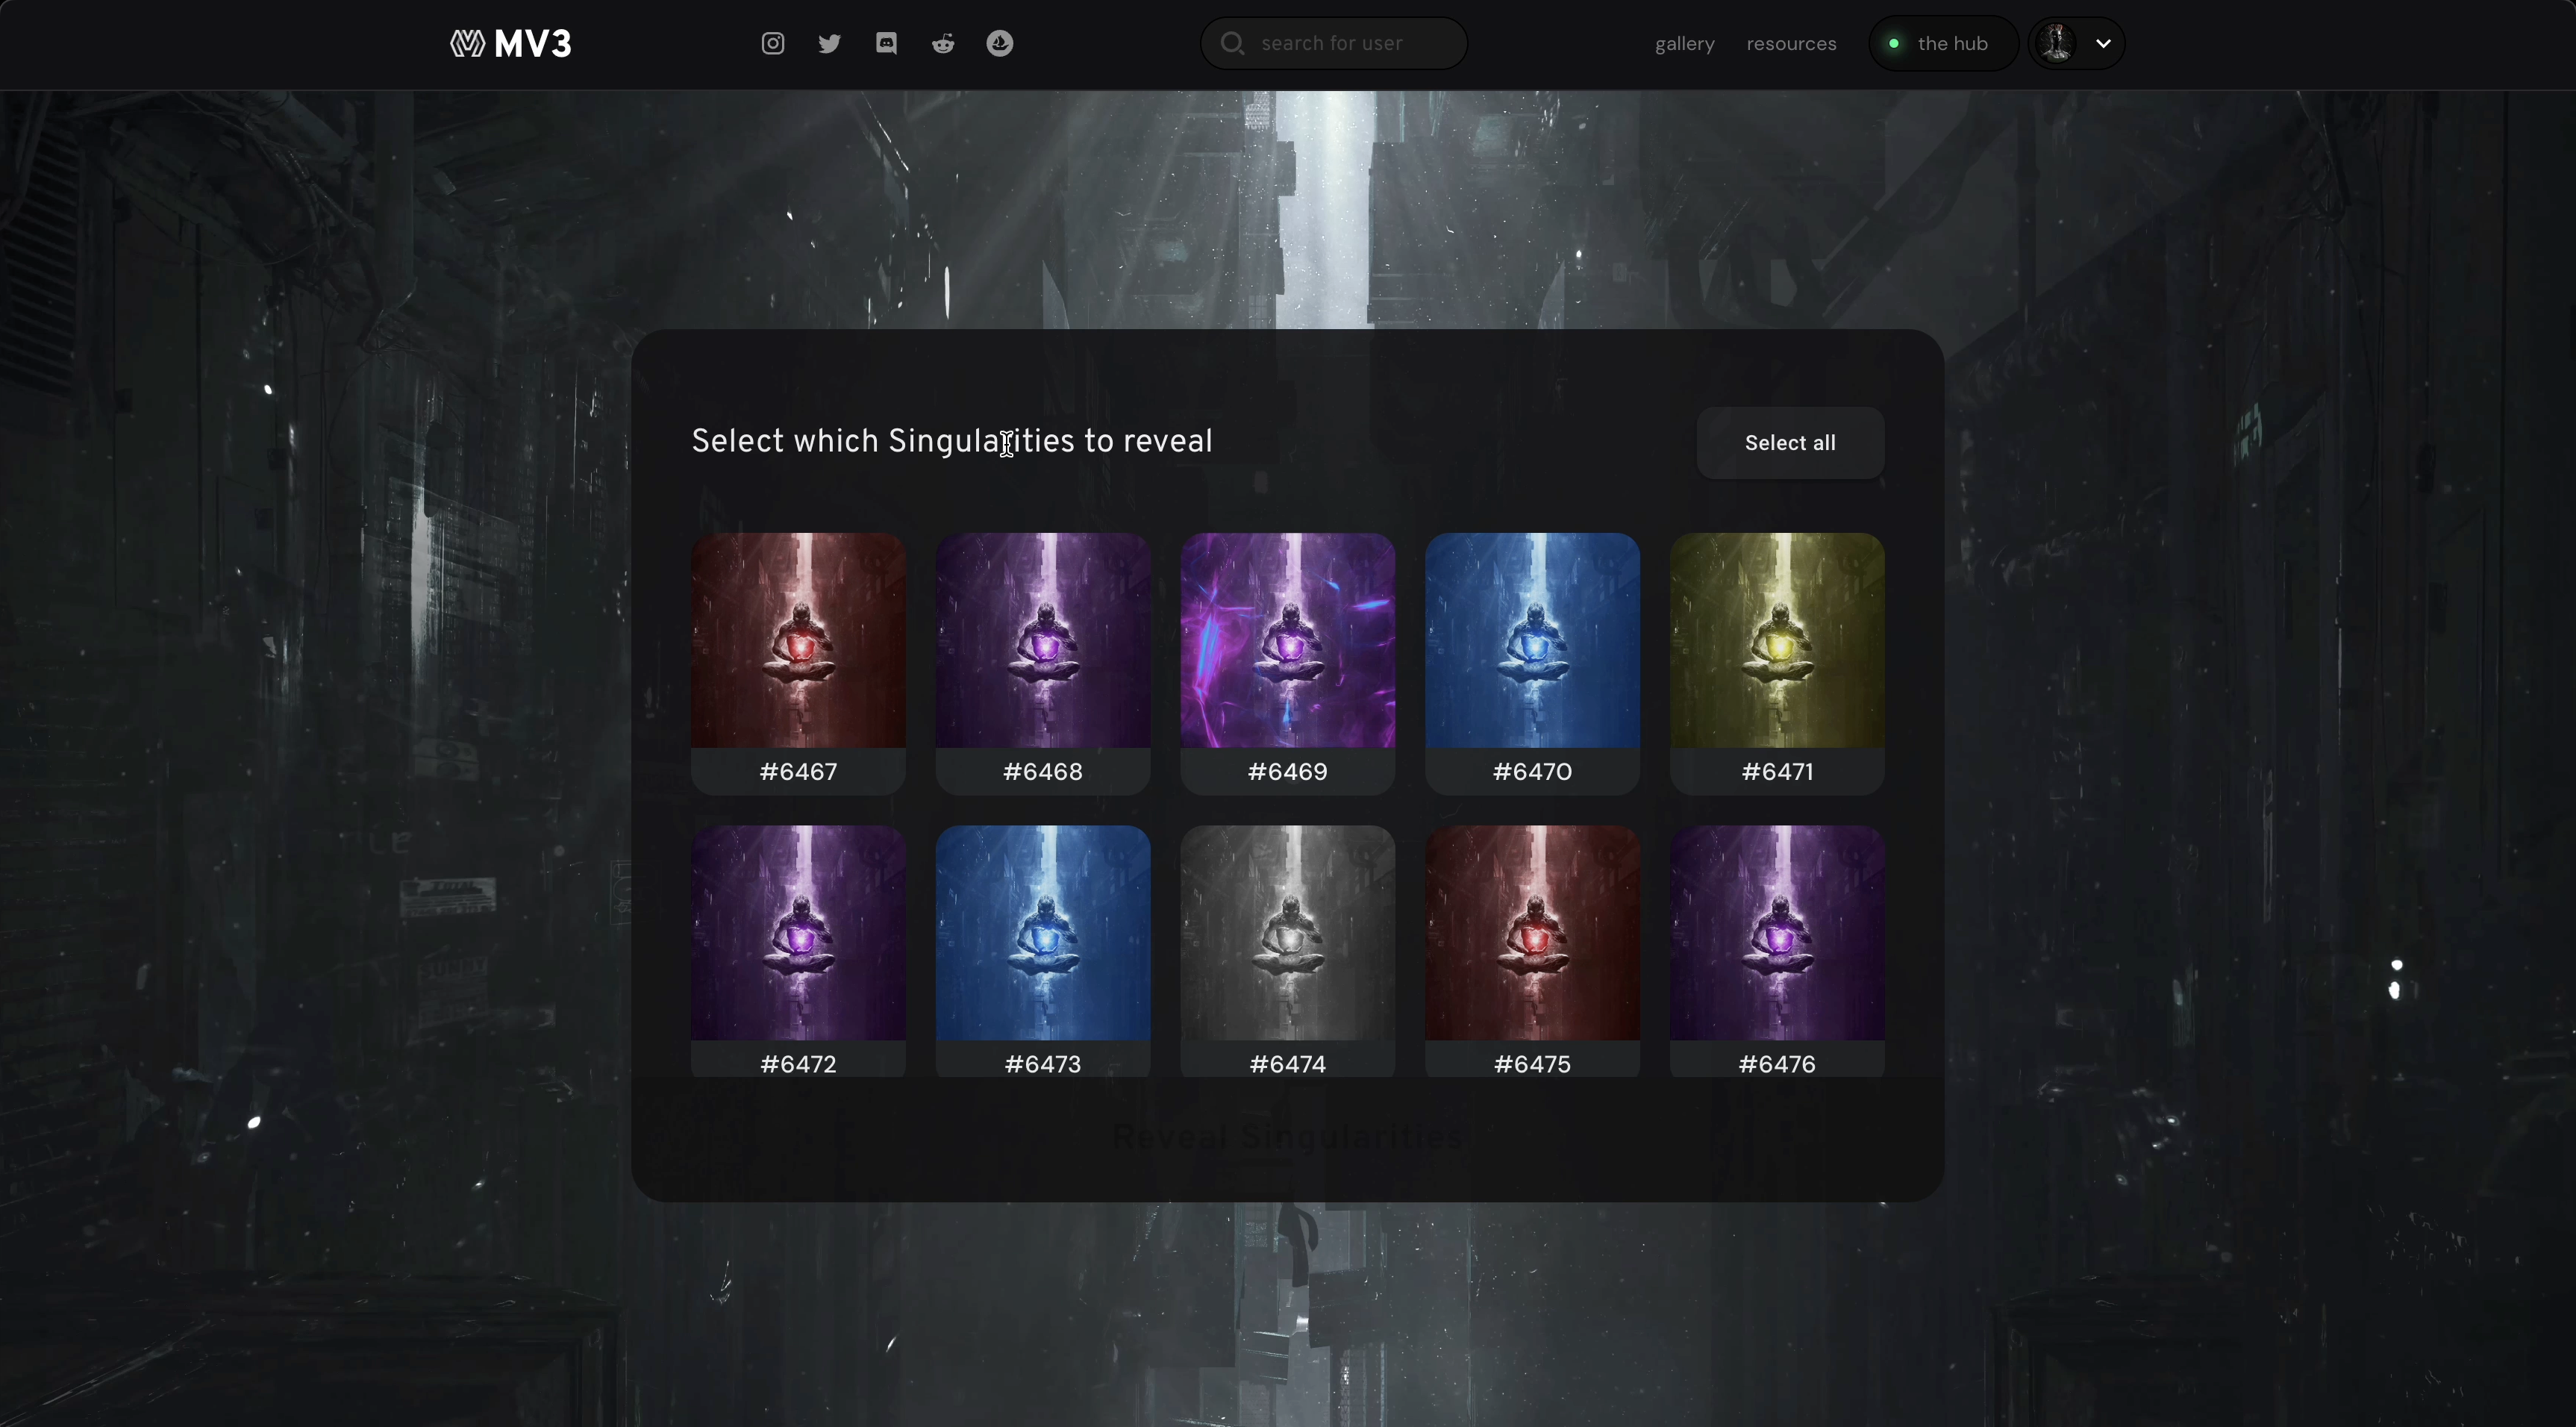 MV3
search for user
gallery
resources
the hub
Select which Singularities to reveal
Select all
#6467
#6468
#6469
#6470
#6471
#6472
#6473
#6474
#6475
#6476
Reveal Singularities